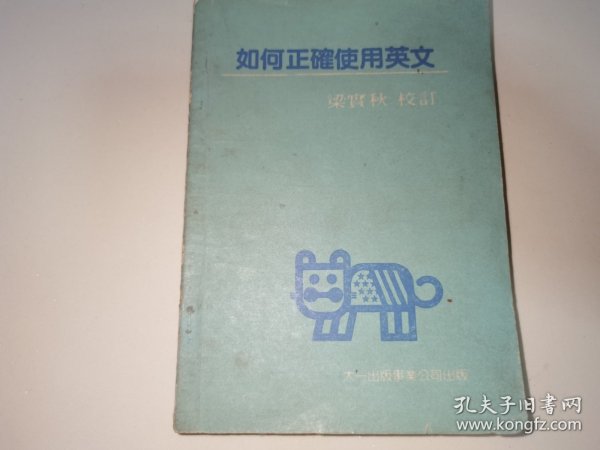 如何正確使用英文
梁實秋 校訂
大一出版事業公司出版
孔夫子旧书网
www.kongfz.com